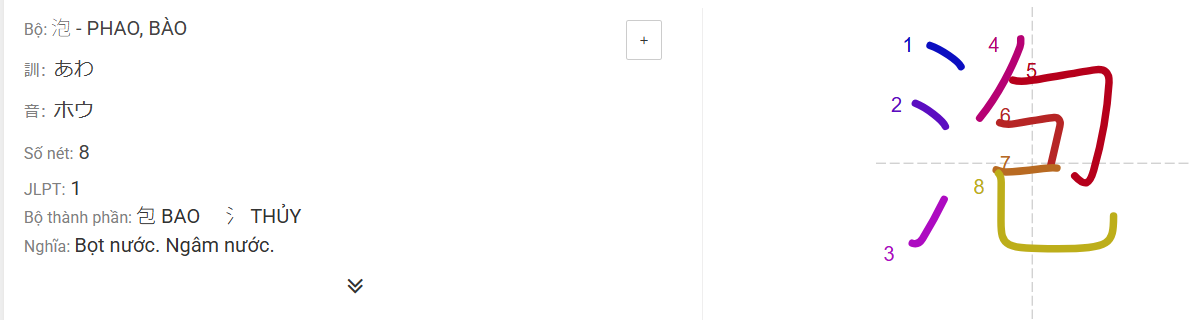 Bộ: 泡 - PHAO, BÀO
+
訓: あわ
音: ホウ
Số nét: 8
JLPT: 1
Bộ thành phần: 包 BAO 氵 THỦY
Nghĩa: Bọt nước. Ngâm nước.
1
4
5
2
6
7
8
3
泡